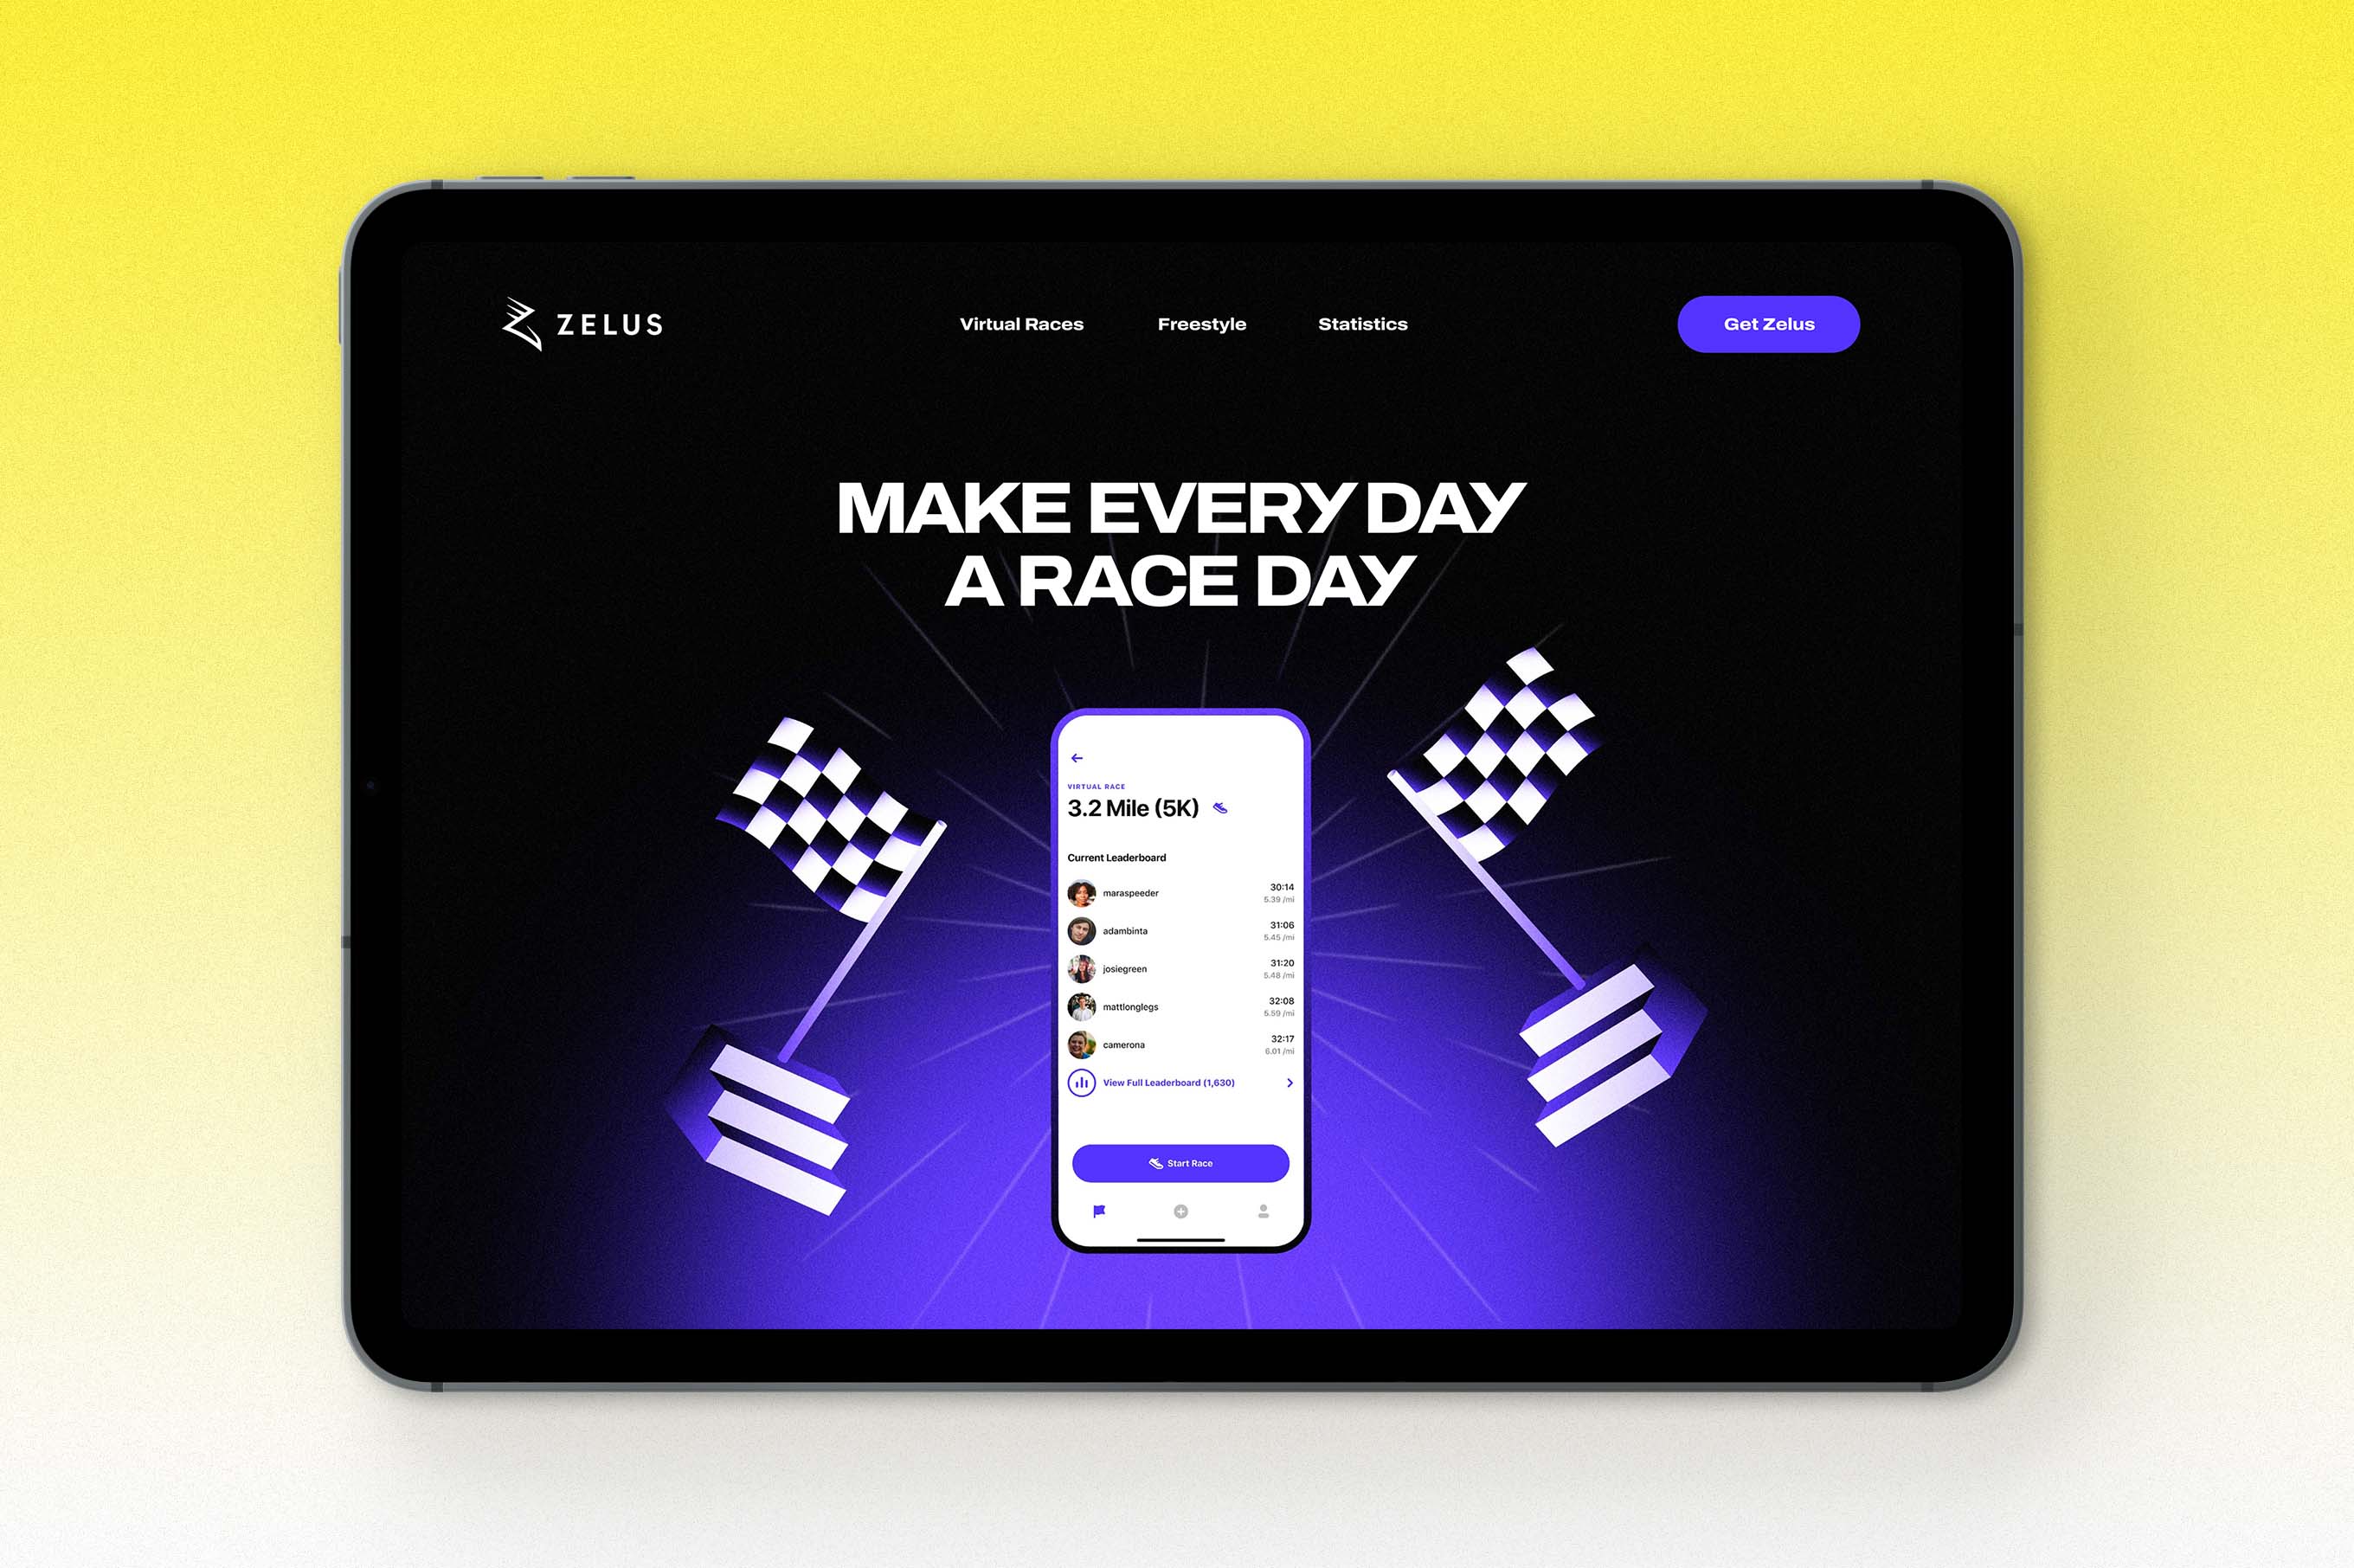 ZELUS
Virtual Races
Freestyle
Statistics
Get Zelus
MAKE EVERY DAY
A RACE DAY
VIRTUAL RACE
3.2 Mile (5K)
Current Leaderboard
maraspeeder
30:14
5.39 /mi
adambinta
31:06
5.45 /mi
josiegreen
31:20
5.48 /mi
mattlonglegs
32:08
5.59 /mi
camerona
32:17
6.01 /mi
View Full Leaderboard (1,630)
Start Race